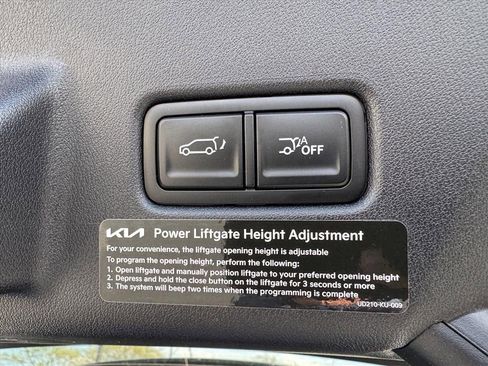 A
OFF
KIA Power Liftgate Height Adjustment
For your convenience, the liftgate opening height is adjustable
To program the opening height, perform the following:
1. Open liftgate and manually position liftgate to your preferred opening height
2. Depress and hold the close button on the liftgate for 3 seconds or more
3. The system will beep two times when the programming is complete
UD210-KU-009